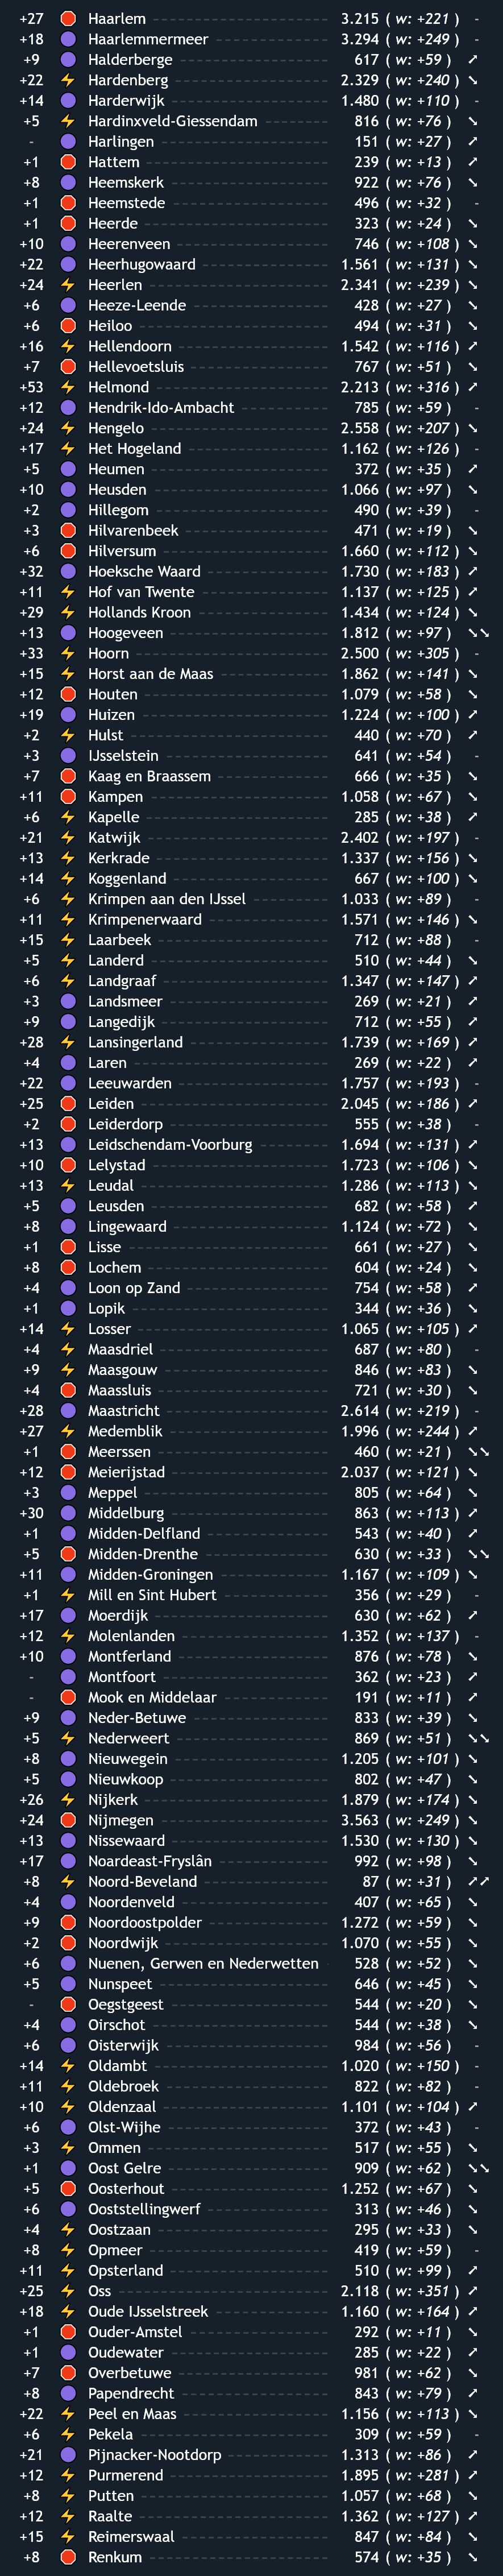 +27 Haarlem 3.215 ( w: +221 ) -
+18 Haarlemmermeer 3.294 ( w: +249 ) -
+9 Halderberge 617 ( w: +59 ) ↗
+22 Hardenberg 2.329 ( w: +240 ) ↘
+14 Harderwijk 1.480 ( w: +110 ) -
+5 Hardinxveld-Giessendam 816 ( w: +76 ) ↘
- Harlingen 151 ( w: +27 ) ↗
+1 Hattem 239 ( w: +13 ) ↗
+8 Heemskerk 922 ( w: +76 ) ↘
+1 Heemstede 496 ( w: +32 ) -
+1 Heerde 323 ( w: +24 ) ↘
+10 Heerenveen 746 ( w: +108 ) ↘
+22 Heerhugowaard 1.561 ( w: +131 ) ↘
+24 Heerlen 2.341 ( w: +239 ) ↘
+6 Heeze-Leende 428 ( w: +27 ) ↘
+6 Heiloo 494 ( w: +31 ) ↘
+16 Hellendoorn 1.542 ( w: +116 ) ↗
+7 Hellevoetsluis 767 ( w: +51 ) ↘
+53 Helmond 2.213 ( w: +316 ) ↗
+12 Hendrik-Ido-Ambacht 785 ( w: +59 ) -
+24 Hengelo 2.558 ( w: +207 ) ↘
+17 Het Hogeland 1.162 ( w: +126 ) -
+5 Heumen 372 ( w: +35 ) ↗
+10 Heusden 1.066 ( w: +97 ) ↘
+2 Hillegom 490 ( w: +39 ) -
+3 Hilvarenbeek 471 ( w: +19 ) ↘
+6 Hilversum 1.660 ( w: +112 ) ↘
+32 Hoeksche Waard 1.730 ( w: +183 ) ↗
+11 Hof van Twente 1.137 ( w: +125 ) ↗
+29 Hollands Kroon 1.434 ( w: +124 ) ↘
+13 Hoogeveen 1.812 ( w: +97 ) ↘↘
+33 Hoorn 2.500 ( w: +305 ) -
+15 Horst aan de Maas 1.862 ( w: +141 ) ↘
+12 Houten 1.079 ( w: +58 ) ↘
+19 Huizen 1.224 ( w: +100 ) ↗
+2 Hulst 440 ( w: +70 ) ↗
+3 IJsselstein 641 ( w: +54 ) -
+7 Kaag en Braassem 666 ( w: +35 ) ↘
+11 Kampen 1.058 ( w: +67 ) ↘
+6 Kapelle 285 ( w: +38 ) ↗
+21 Katwijk 2.402 ( w: +197 ) -
+13 Kerkrade 1.337 ( w: +156 ) ↘
+14 Koggenland 667 ( w: +100 ) ↘
+6 Krimpen aan den IJssel 1.033 ( w: +89 ) -
+11 Krimpenerwaard 1.571 ( w: +146 ) ↘
+15 Laarbeek 712 ( w: +88 ) -
+5 Landerd 510 ( w: +44 ) ↘
+6 Landgraaf 1.347 ( w: +147 ) ↗
+3 Landsmeer 269 ( w: +21 ) ↗
+9 Langedijk 712 ( w: +55 ) ↗
+28 Lansingerland 1.739 ( w: +169 ) ↗
+4 Laren 269 ( w: +22 ) ↗
+22 Leeuwarden 1.757 ( w: +193 ) -
+25 Leiden 2.045 ( w: +186 ) ↗
+2 Leiderdorp 555 ( w: +38 ) -
+13 Leidschendam-Voorburg 1.694 ( w: +131 ) ↗
+10 Lelystad 1.723 ( w: +106 ) ↘
+13 Leudal 1.286 ( w: +113 ) ↘
+5 Leusden 682 ( w: +58 ) ↗
+8 Lingewaard 1.124 ( w: +72 ) ↘
+1 Lisse 661 ( w: +27 ) ↘
+8 Lochem 604 ( w: +24 ) ↘
+4 Loon op Zand 754 ( w: +58 ) ↗
+1 Lopik 344 ( w: +36 ) ↘
+14 Losser 1.065 ( w: +105 ) ↗
+4 Maasdriel 687 ( w: +80 ) -
+9 Maasgouw 846 ( w: +83 ) ↘
+4 Maassluis 721 ( w: +30 ) ↘
+28 Maastricht 2.614 ( w: +219 ) -
+27 Medemblik 1.996 ( w: +244 ) ↗
+1 Meerssen 460 ( w: +21 ) ↘↘
+12 Meierijstad 2.037 ( w: +121 ) ↘
+3 Meppel 805 ( w: +64 ) ↘
+30 Middelburg 863 ( w: +113 ) ↗
+1 Midden-Delfland 543 ( w: +40 ) ↗
+5 Midden-Drenthe 630 ( w: +33 ) ↘↘
+11 Midden-Groningen 1.167 ( w: +109 ) ↘
+1 Mill en Sint Hubert 356 ( w: +29 ) -
+17 Moerdijk 630 ( w: +62 ) ↗
+12 Molenlanden 1.352 ( w: +137 ) -
+10 Montferland 876 ( w: +78 ) ↘
- Montfoort 362 ( w: +23 ) ↗
- Mook en Middelaar 191 ( w: +11 ) ↗
+9 Neder-Betuwe 833 ( w: +39 ) ↘
+5 Nederweert 869 ( w: +51 ) ↘↘
+8 Nieuwegein 1.205 ( w: +101 ) ↘
+5 Nieuwkoop 802 ( w: +47 ) ↘
+26 Nijkerk 1.879 ( w: +174 ) ↘
+24 Nijmegen 3.563 ( w: +249 ) ↘
+13 Nissewaard 1.530 ( w: +130 ) ↘
+17 Noardeast-Fryslân 992 ( w: +98 ) ↘
+8 Noord-Beveland 87 ( w: +31 ) ↗↗
+4 Noordenveld 407 ( w: +65 ) ↘
+9 Noordoostpolder 1.272 ( w: +59 ) ↘
+2 Noordwijk 1.070 ( w: +55 ) ↘
+6 Nuenen, Gerwen en Nederwetten 528 ( w: +52 ) ↘
+5 Nunspeet 646 ( w: +45 ) ↘
- Oegstgeest 544 ( w: +20 ) ↘
+4 Oirschot 544 ( w: +38 ) ↘
+6 Oisterwijk 984 ( w: +56 ) -
+14 Oldambt 1.020 ( w: +150 ) -
+11 Oldebroek 822 ( w: +82 ) -
+10 Oldenzaal 1.101 ( w: +104 ) ↗
+6 Olst-Wijhe 372 ( w: +43 ) -
+3 Ommen 517 ( w: +55 ) ↘
+1 Oost Gelre 909 ( w: +62 ) ↘↘
+5 Oosterhout 1.252 ( w: +67 ) ↘
+6 Ooststellingwerf 313 ( w: +46 ) ↘
+4 Oostzaan 295 ( w: +33 ) ↘
+8 Opmeer 419 ( w: +59 ) -
+11 Opsterland 510 ( w: +99 ) ↗
+25 Oss 2.118 ( w: +351 ) ↗
+18 Oude IJsselstreek 1.160 ( w: +164 ) ↗
+1 Ouder-Amstel 292 ( w: +11 ) ↘
+1 Oudewater 285 ( w: +22 ) ↗
+7 Overbetuwe 981 ( w: +62 ) ↘
+8 Papendrecht 843 ( w: +79 ) ↗
+22 Peel en Maas 1.156 ( w: +113 ) ↘
+6 Pekela 309 ( w: +59 ) -
+21 Pijnacker-Nootdorp 1.313 ( w: +86 ) ↗
+12 Purmerend 1.895 ( w: +281 ) ↗
+8 Putten 1.057 ( w: +68 ) ↘
+12 Raalte 1.362 ( w: +127 ) ↗
+15 Reimerswaal 847 ( w: +84 ) ↘
+8 Renkum 574 ( w: +35 ) ↘